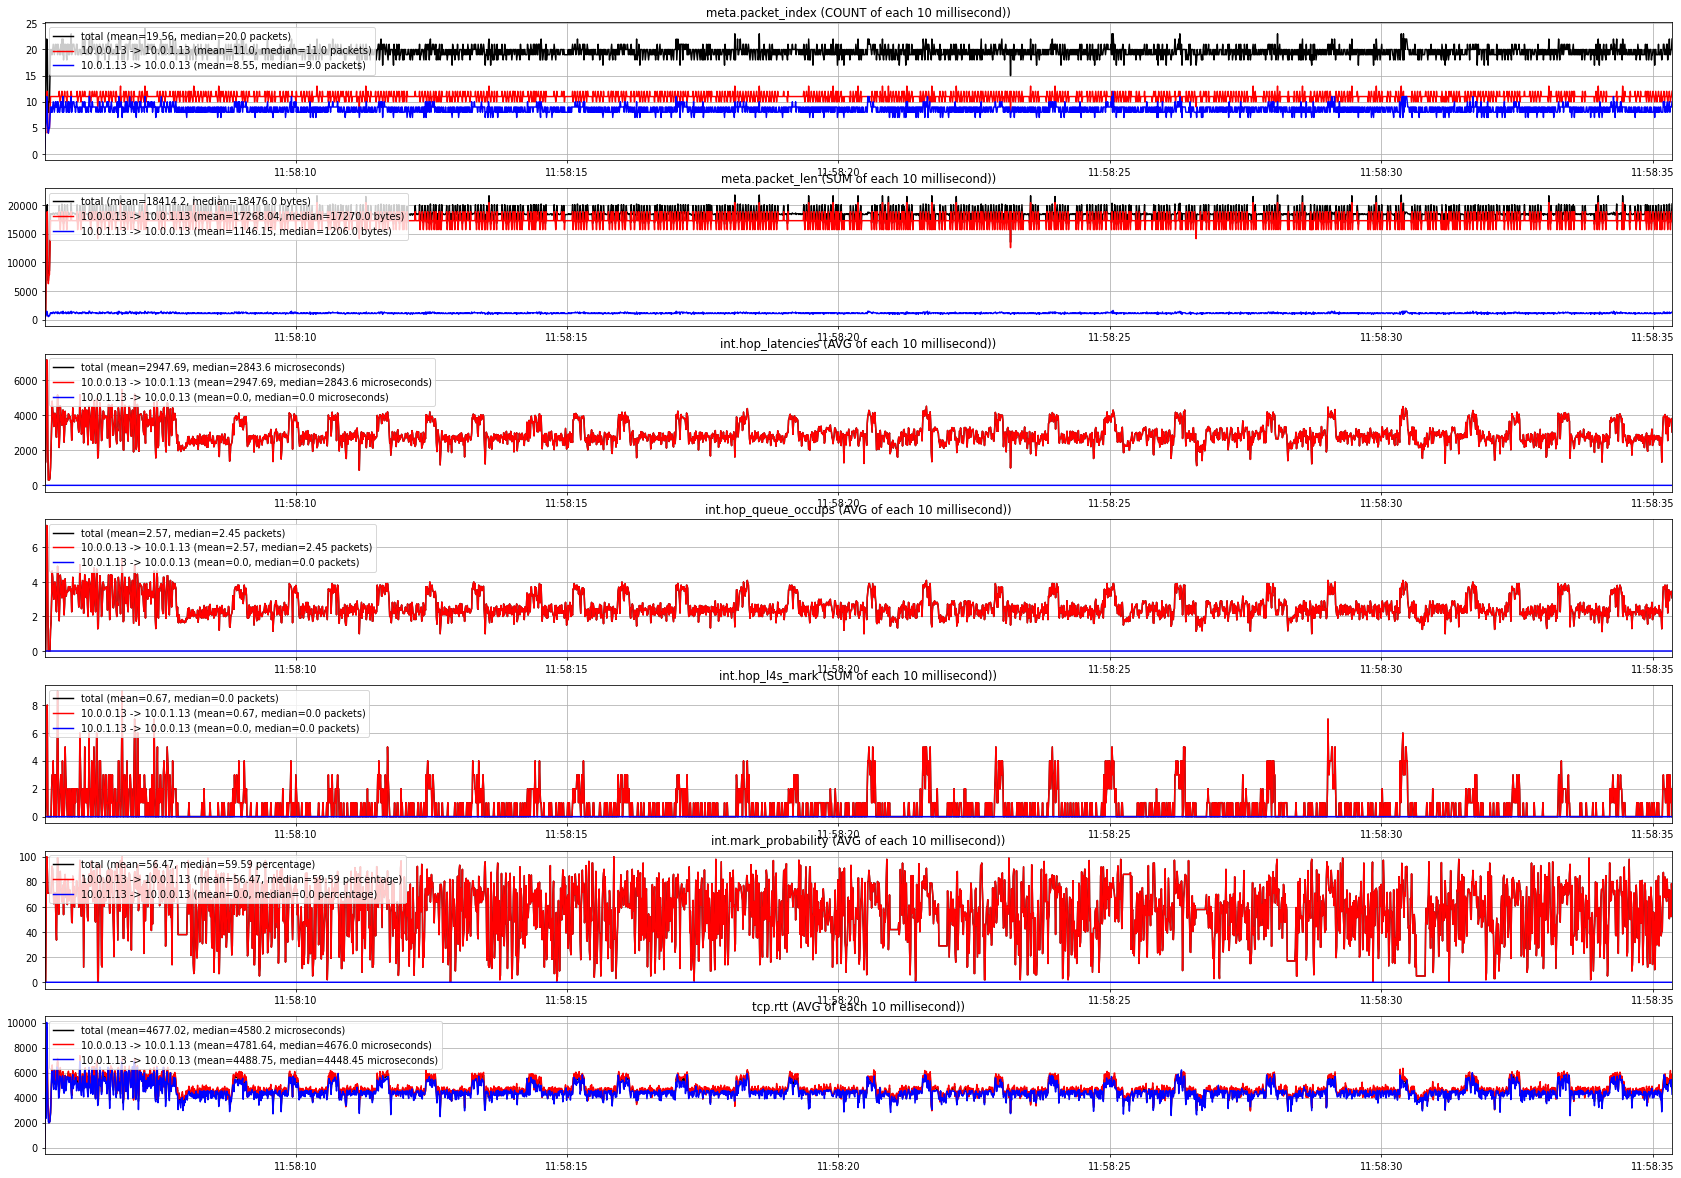 meta.packet_index (COUNT of each 10 millisecond))
25
20
15
10
5
0
total (mean=19.56, median=20.0 packets)
10.0.0.13 -> 10.0.1.13 (mean=11.0, median=11.0 packets)
10.0.1.13 -> 10.0.0.13 (mean=8.55, median=9.0 packets)
11:58:10 11:58:15 11:58:20 11:58:25 11:58:30 11:58:35
meta.packet_len (SUM of each 10 millisecond))
20000
15000
10000
5000
0
total (mean=18414.2, median=18476.0 bytes)
10.0.0.13 -> 10.0.1.13 (mean=17268.04, median=17270.0 bytes)
10.0.1.13 -> 10.0.0.13 (mean=1146.15, median=1206.0 bytes)
11:58:10 11:58:15 11:58:20 11:58:25 11:58:30 11:58:35
int.hop_latencies (AVG of each 10 millisecond))
6000
4000
2000
0
total (mean=2947.69, median=2843.6 microseconds)
10.0.0.13 -> 10.0.1.13 (mean=2947.69, median=2843.6 microseconds)
10.0.1.13 -> 10.0.0.13 (mean=0.0, median=0.0 microseconds)
11:58:10 11:58:15 11:58:20 11:58:25 11:58:30 11:58:35
int.hop_queue_occups (AVG of each 10 millisecond))
6
4
2
0
total (mean=2.57, median=2.45 packets)
10.0.0.13 -> 10.0.1.13 (mean=2.57, median=2.45 packets)
10.0.1.13 -> 10.0.0.13 (mean=0.0, median=0.0 packets)
11:58:10 11:58:15 11:58:20 11:58:25 11:58:30 11:58:35
int.hop_l4s_mark (SUM of each 10 millisecond))
8
6
4
2
0
total (mean=0.67, median=0.0 packets)
10.0.0.13 -> 10.0.1.13 (mean=0.67, median=0.0 packets)
10.0.1.13 -> 10.0.0.13 (mean=0.0, median=0.0 packets)
11:58:10 11:58:15 11:58:20 11:58:25 11:58:30 11:58:35
int.mark_probability (AVG of each 10 millisecond))
100
80
60
40
20
0
total (mean=56.47, median=59.59 percentage)
10.0.0.13 -> 10.0.1.13 (mean=56.47, median=59.59 percentage)
10.0.1.13 -> 10.0.0.13 (mean=0.0, median=0.0 percentage)
11:58:10 11:58:15 11:58:20 11:58:25 11:58:30 11:58:35
tcp.rtt (AVG of each 10 millisecond))
10000
8000
6000
4000
2000
0
total (mean=4677.02, median=4580.2 microseconds)
10.0.0.13 -> 10.0.1.13 (mean=4781.64, median=4676.0 microseconds)
10.0.1.13 -> 10.0.0.13 (mean=4488.75, median=4448.45 microseconds)
11:58:10 11:58:15 11:58:20 11:58:25 11:58:30 11:58:35